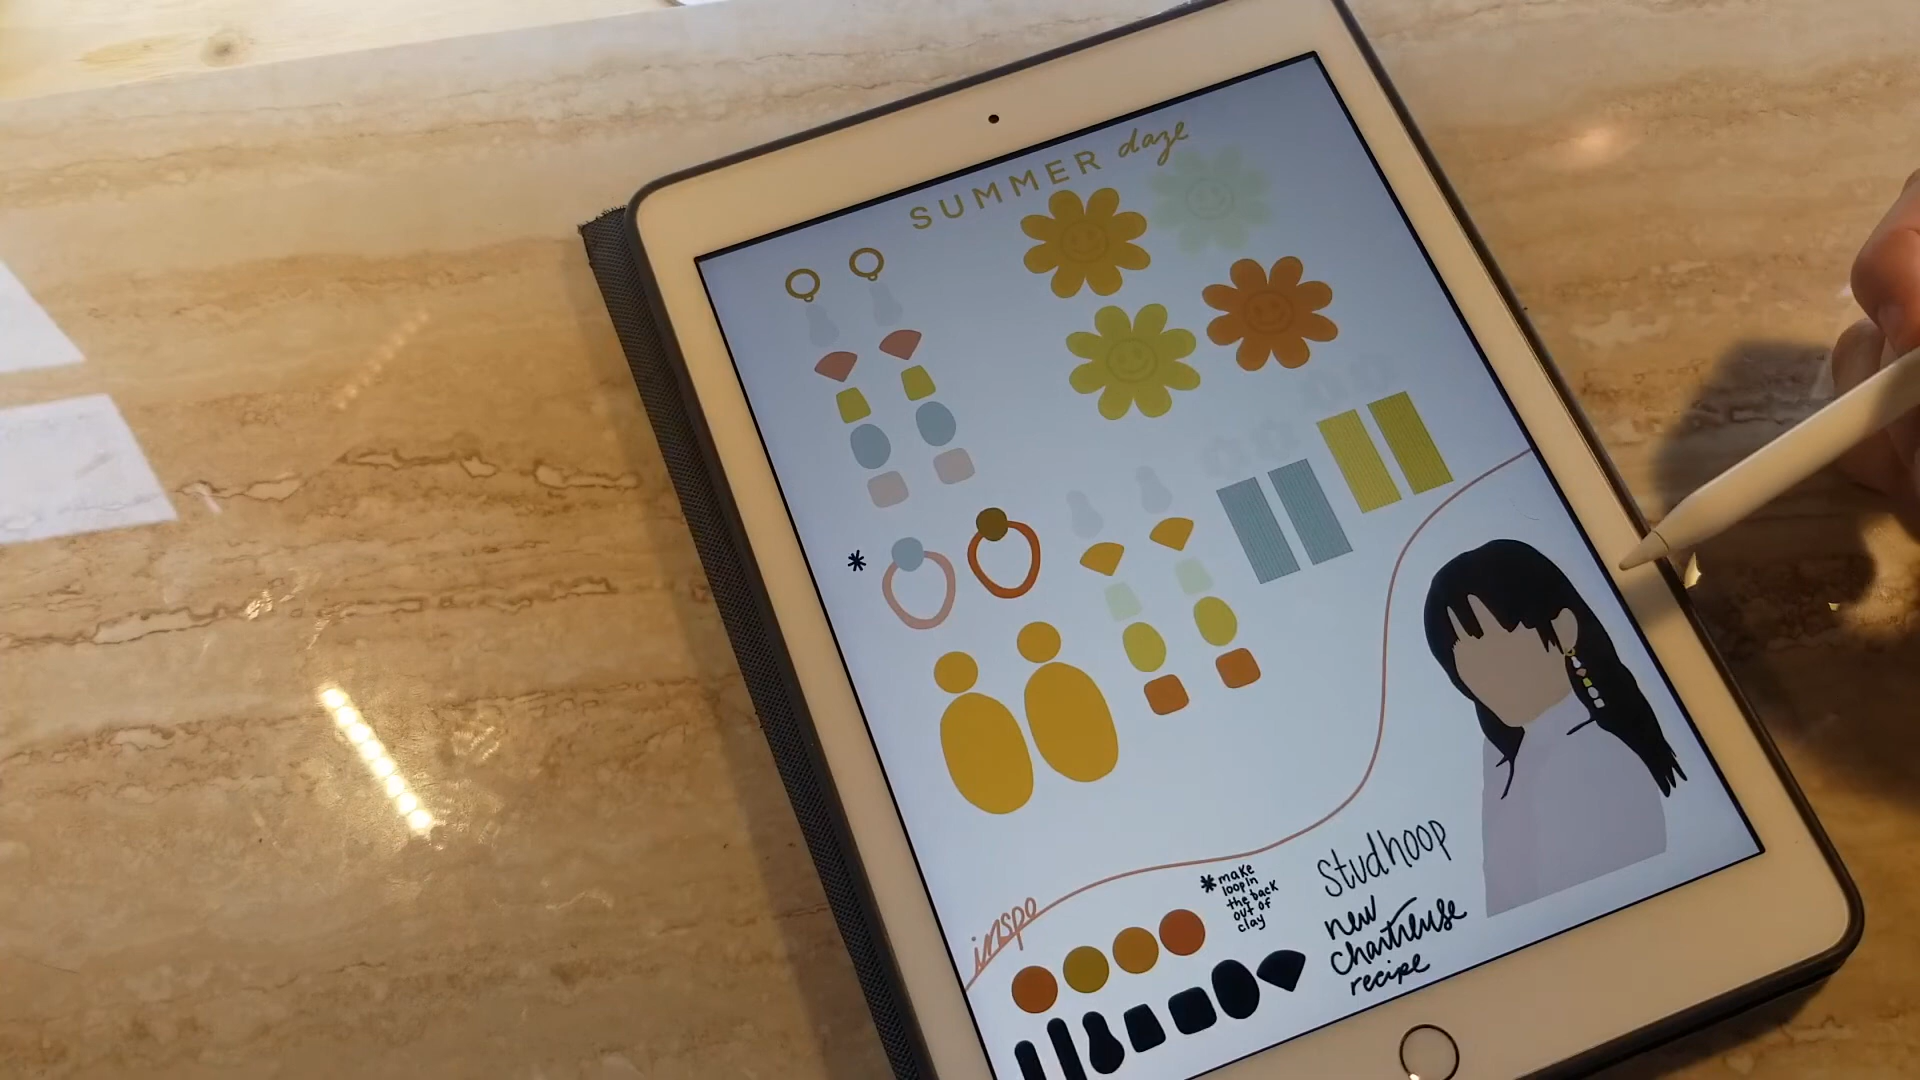 SUMMER daze
*
inspo
* make
loop in
the back
out of
clay
studhoop
new
chartreuse
recipe